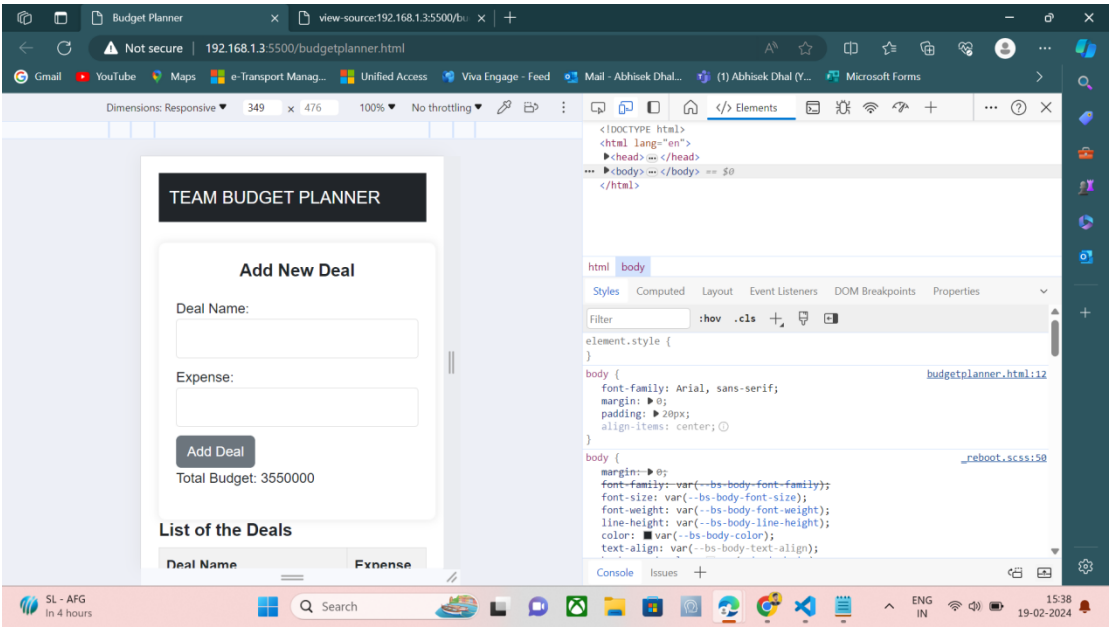 Budget Planner
view-source:192.168.1.3:5500/bu
Not secure 192.168.1.3:5500/budgetplanner.html
Gmail YouTube Maps e-Transport Manag... Unified Access Viva Engage - Feed Mail - Abhisek Dhal... (1) Abhisek Dhal (Y... Microsoft Forms
Dimensions: Responsive 349 x 476 100% No throttling
TEAM BUDGET PLANNER
Add New Deal
Deal Name:
Expense:
Add Deal
Total Budget: 3550000
List of the Deals
Deal Name Expense
</> Elements
<!DOCTYPE html>
<html lang="en">
<head> ... </head>
... <body> ... </body> == $0
</html>
html body
Styles Computed Layout Event Listeners DOM Breakpoints Properties
Filter :hov .cls
element.style {
}
body { budgetplanner.html:12
font-family: Arial, sans-serif;
margin: 0;
padding: 20px;
align-items: center;
}
body { _reboot.scss:50
margin: 0;
font-family: var(--bs-body-font-family);
font-size: var(--bs-body-font-size);
font-weight: var(--bs-body-font-weight);
line-height: var(--bs-body-line-height);
color: var(--bs-body-color);
text-align: var(--bs-body-text-align);
Console Issues
SL - AFG
In 4 hours
Search
ENG
IN
15:38
19-02-2024